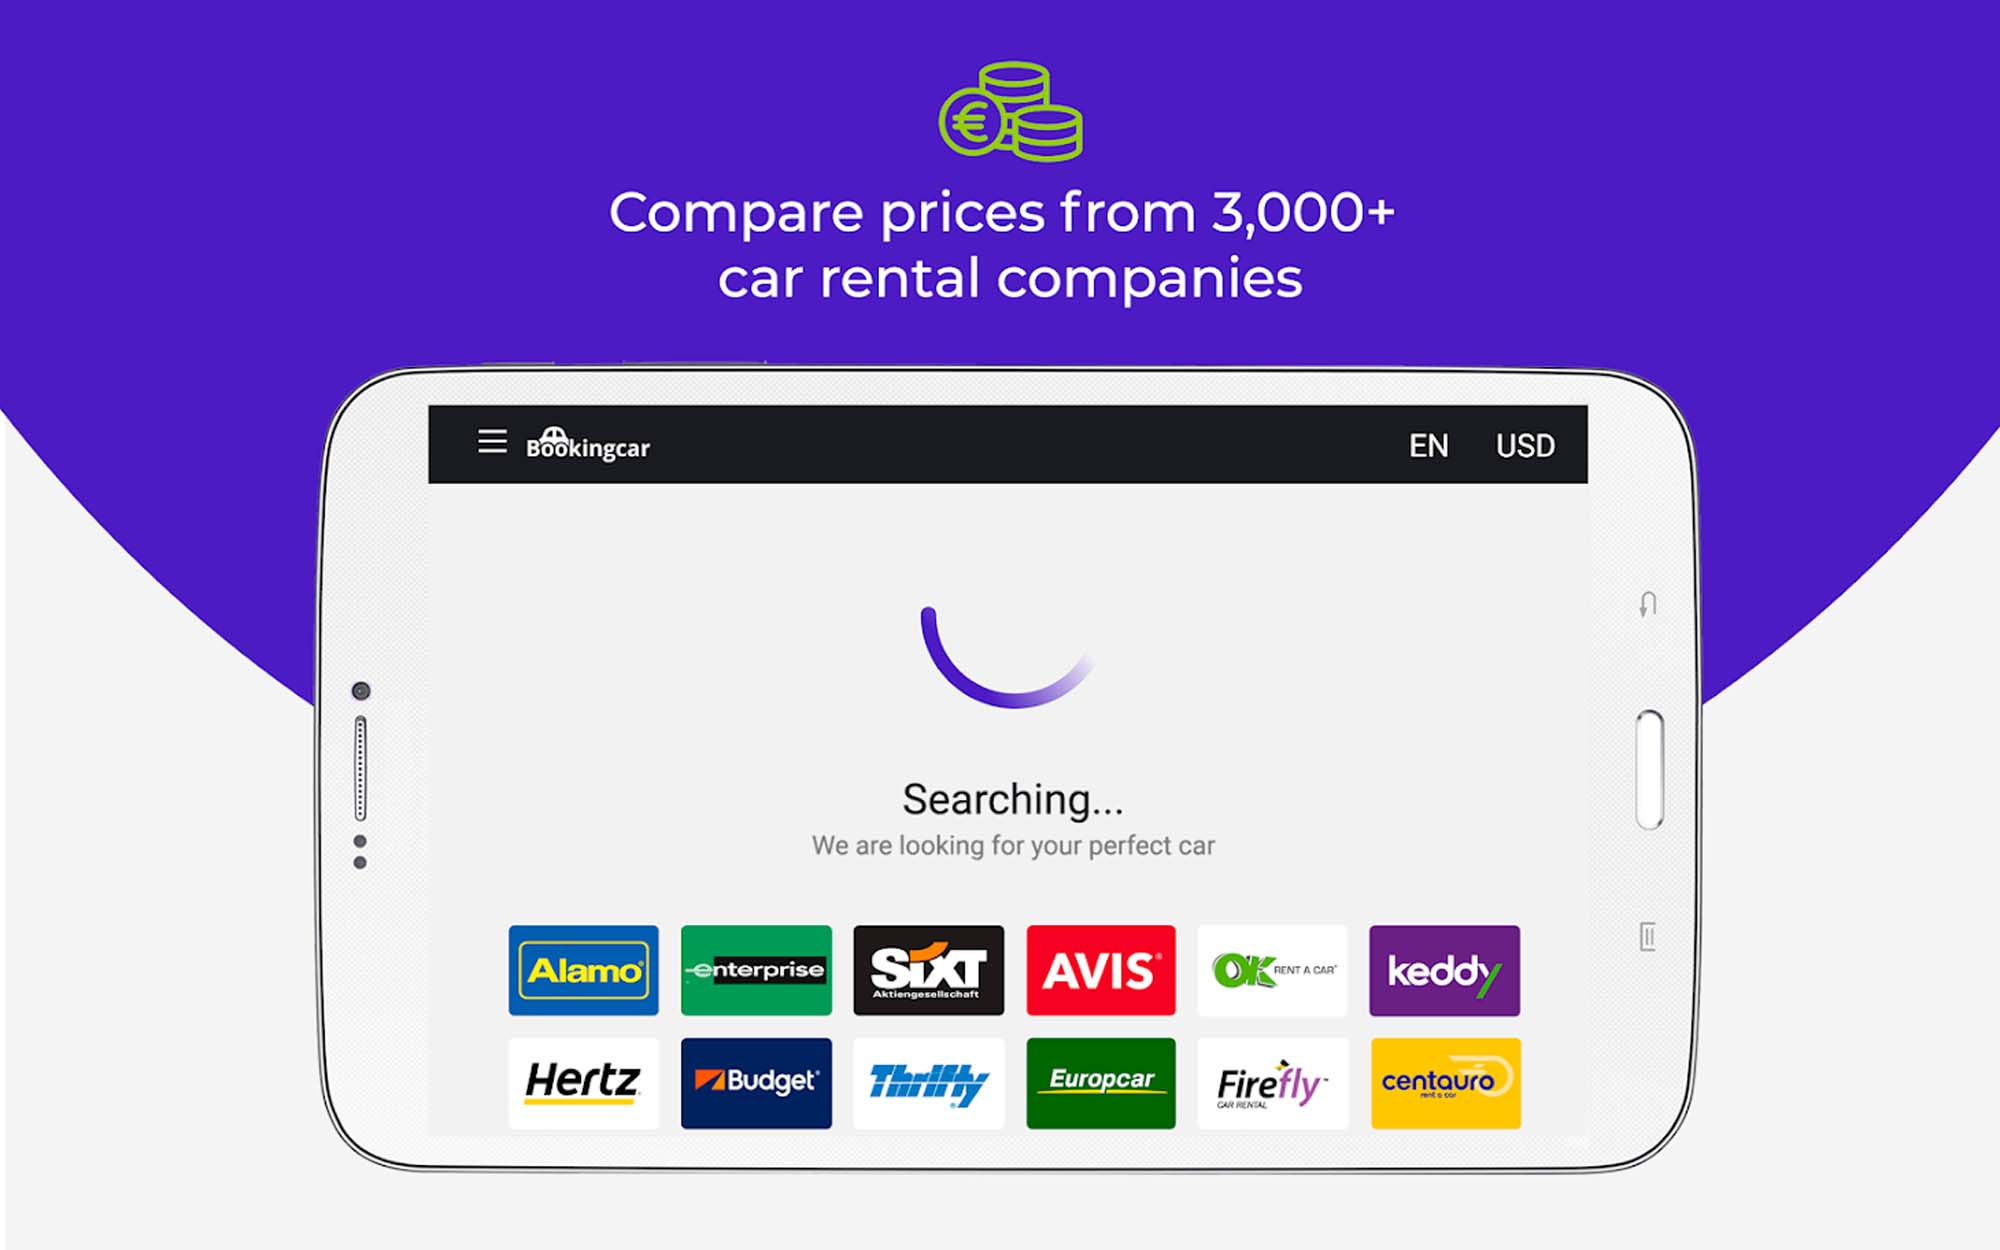 €
Compare prices from 3,000+
car rental companies
Bookingcar EN USD
Searching...
We are looking for your perfect car
Alamo®
enterprise
SIXT
Aktiengesellschaft
AVIS®
OK RENT A CAR®
keddy
Hertz
Budget®
Thrifty®
Europcar
Firefly™
CAR RENTAL
centauro
rent a car